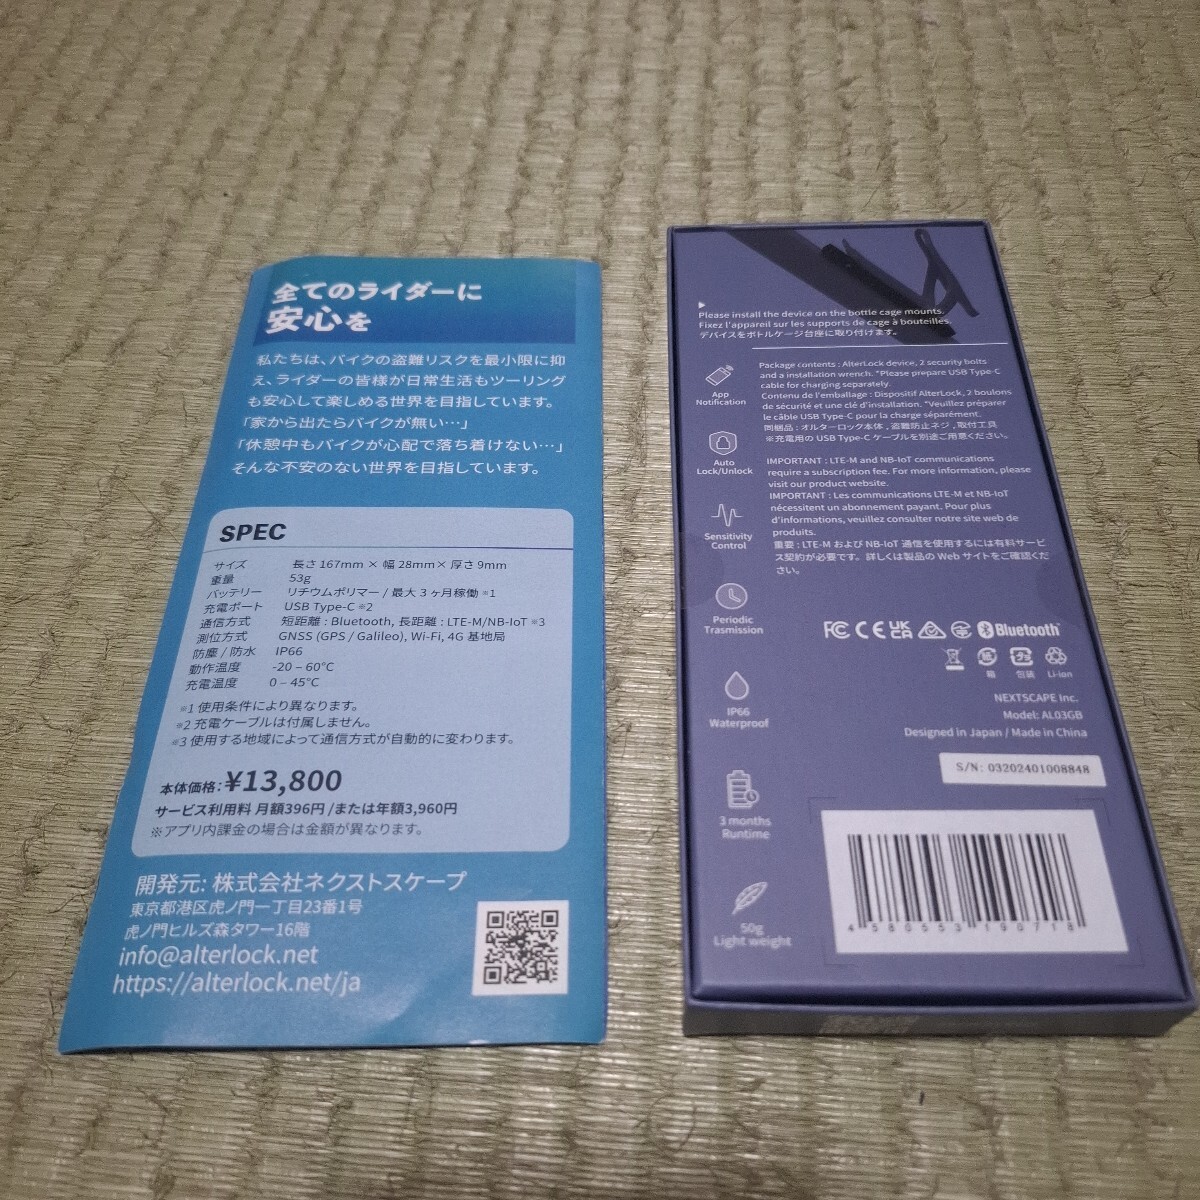 全てのライダーに
安心を
私たちは、バイクの盗難リスクを最小限に抑
え、ライダーの皆様が日常生活もツーリング
も安心して楽しめる世界を目指しています。
「家から出たらバイクが無い…」
「休憩中もバイクが心配で落ち着けない…」
そんな不安のない世界を目指しています。
SPEC
サイズ 長さ 167mm × 幅 28mm× 厚さ 9mm
重量 53g
バッテリー リチウムポリマー / 最大 3 ヶ月稼働 ※1
充電ポート USB Type-C ※2
通信方式 短距離 : Bluetooth, 長距離 : LTE-M/NB-IoT ※3
測位方式 GNSS (GPS / Galileo), Wi-Fi, 4G 基地局
防塵 / 防水 IP66
動作温度 -20 – 60℃
充電温度 0 – 45℃
※1 使用条件により異なります。
※2 充電ケーブルは付属しません。
※3 使用する地域によって通信方式が自動的に変わります。
本体価格 : ¥13,800
サービス利用料 月額396円 /または年額3,960円
※アプリ内課金の場合は金額が異なります。
開発元: 株式会社ネクストスケープ
東京都港区虎ノ門一丁目23番1号
虎ノ門ヒルズ森タワー16階
info@alterlock.net
https://alterlock.net/ja
Please install the device on the bottle cage mounts.
Fixez l'appareil sur les supports de cage à bouteilles.
デバイスをボトルケージ台座に取り付けます。
Package contents : AlterLock device, 2 security bolts
and a installation wrench. *Please prepare USB Type-C
cable for charging separately.
Contenu de l'emballage : Dispositif AlterLock, 2 boulons
de sécurité et une clé d'installation. *Veuillez préparer
le câble USB Type-C pour la charge séparément.
同梱品 : オルターロック本体 , 盗難防止ネジ , 取付工具
※充電用の USB Type-C ケーブルを別途ご用意ください。
IMPORTANT : LTE-M and NB-IoT communications
require a subscription fee. For more information, please
visit our product website.
IMPORTANT : Les communications LTE-M et NB-IoT
nécessitent un abonnement payant. Pour plus
d'informations, veuillez consulter notre site web de
produits.
重要 : LTE-M および NB-IoT 通信を使用するには有料サービ
ス契約が必要です。詳しくは製品の Web サイトをご確認くだ
さい。
App
Notification
Auto
Lock/Unlock
Sensitivity
Control
Periodic
Trasmission
IP66
Waterproof
3 months
Runtime
50g
Light weight
FC CE UK
CA Bluetooth
紙 プラ
箱 包装 Li-ion
NEXTSCAPE Inc.
Model: AL03GB
Designed in Japan / Made in China
S/N: 03202401008848
4 580553 190718